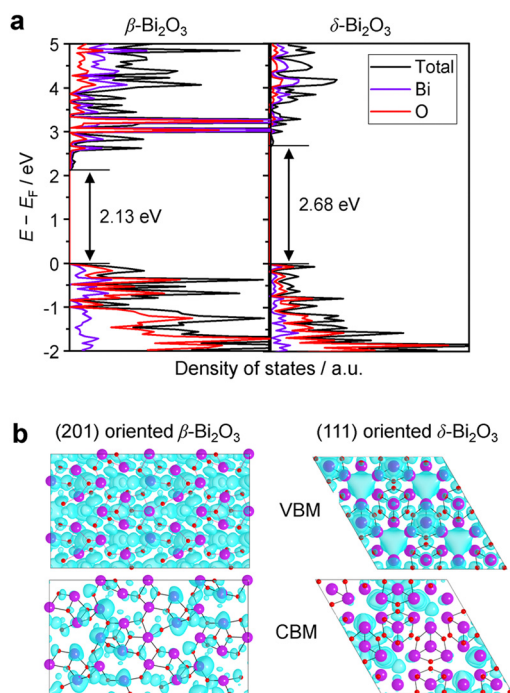 a
β-Bi₂O₃ δ-Bi₂O₃
5
4
3
2
1
0
-1
-2
E − E_F / eV
2.13 eV
2.68 eV
Total
Bi
O
Density of states / a.u.
b
(201) oriented β-Bi₂O₃ (111) oriented δ-Bi₂O₃
VBM
CBM